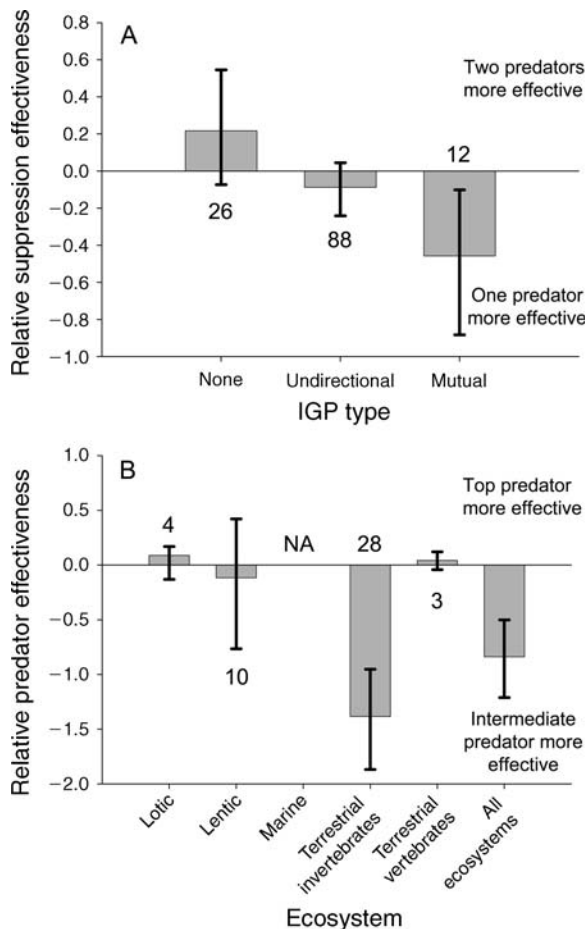 A
Relative suppression effectiveness
0.8
0.6
0.4
0.2
0.0
−0.2
−0.4
−0.6
−0.8
−1.0
Two predators
more effective
12
26
88
One predator
more effective
None
Undirectional
Mutual
IGP type
B
Relative predator effectiveness
1.0
0.5
0.0
−0.5
−1.0
−1.5
−2.0
Top predator
more effective
4
NA
28
3
10
Intermediate
predator more
effective
Lotic
Lentic
Marine
Terrestrial
invertebrates
Terrestrial
vertebrates
All
ecosystems
Ecosystem